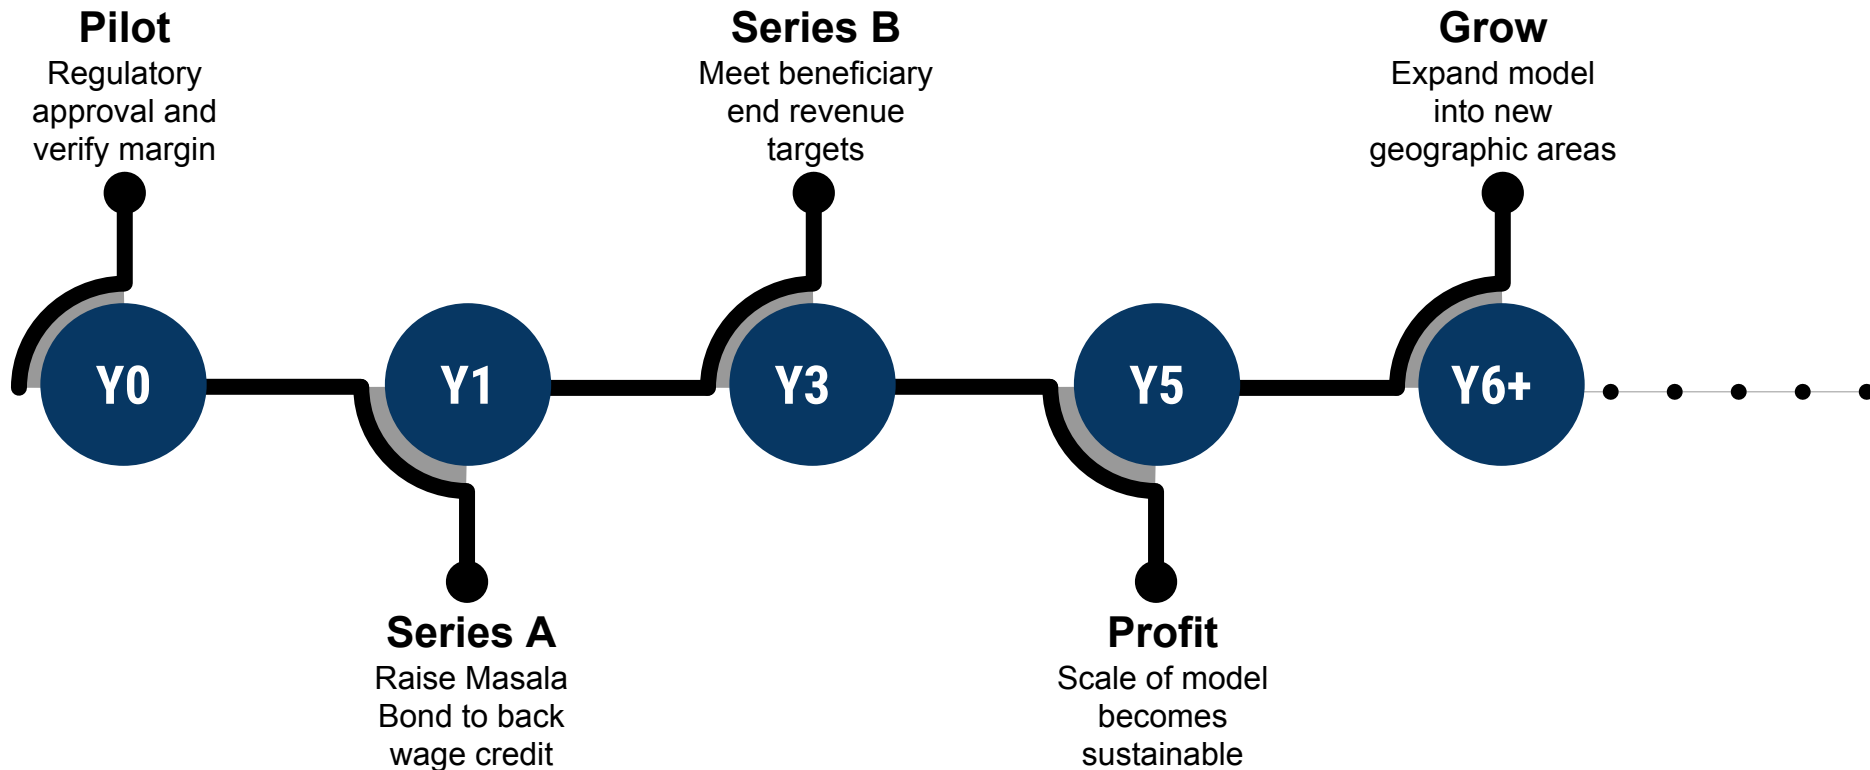 Pilot
Regulatory
approval and
verify margin
Series B
Meet beneficiary
end revenue
targets
Grow
Expand model
into new
geographic areas
Y0
Y1
Y3
Y5
Y6+
Series A
Raise Masala
Bond to back
wage credit
Profit
Scale of model
becomes
sustainable